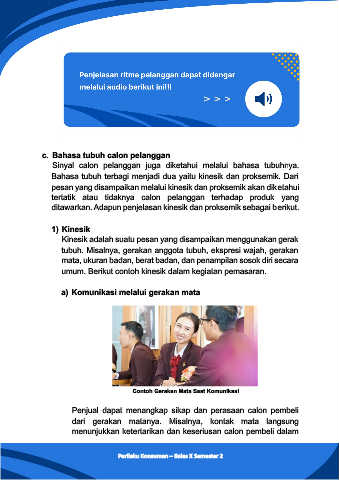 Penjelasan ritme pelanggan dapat didengar
melalui audio berikut ini!!!
> > >
c. Bahasa tubuh calon pelanggan
Sinyal calon pelanggan juga diketahui melalui bahasa tubuhnya.
Bahasa tubuh terbagi menjadi dua yaitu kinesik dan proksemik. Dari
pesan yang disampaikan melalui kinesik dan proksemik akan diketahui
tertatik atau tidaknya calon pelanggan terhadap produk yang
ditawarkan. Adapun penjelasan kinesik dan proksemik sebagai berikut.
1) Kinesik
Kinesik adalah suatu pesan yang disampaikan menggunakan gerak
tubuh. Misalnya, gerakan anggota tubuh, ekspresi wajah, gerakan
mata, ukuran badan, berat badan, dan penampilan sosok diri secara
umum. Berikut contoh kinesik dalam kegiatan pemasaran.
a) Komunikasi melalui gerakan mata
Contoh Gerakan Mata Saat Komunikasi
Penjual dapat menangkap sikap dan perasaan calon pembeli
dari gerakan matanya. Misalnya, kontak mata langsung
menunjukkan ketertarikan dan keseriusan calon pembeli dalam
Perilaku Konsumen – Kelas X Semester 2